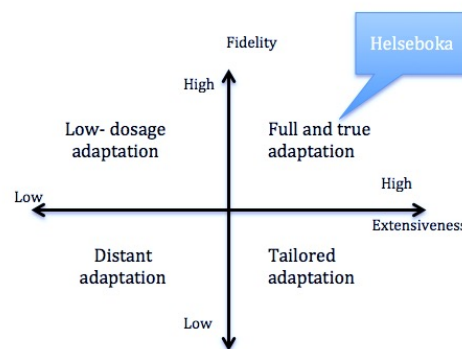 Fidelity
Helseboka
High
Low- dosage
adaptation
Full and true
adaptation
Low
High
Extensiveness
Distant
adaptation
Tailored
adaptation
Low